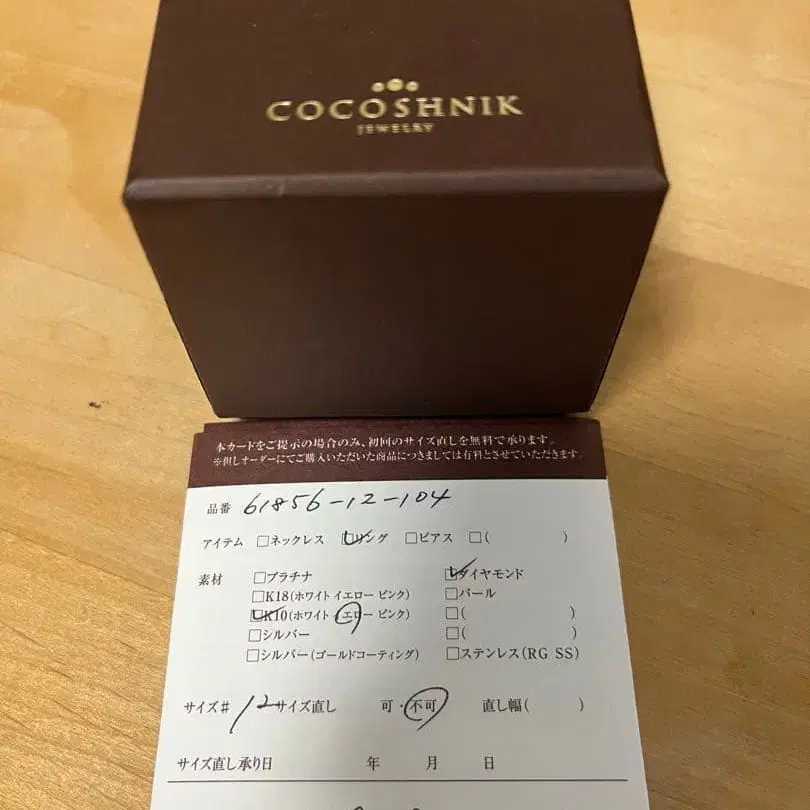 COCOSHNIK
JEWELRY
本カードをご提示の場合のみ、初回のサイズ直しを無料で承ります。
※但しオーダーにてご購入いただいた商品につきましては有料とさせていただきます。
品番 61856-12-104
アイテム □ネックレス ☑リング □ピアス □( )
素材 □プラチナ ☑ダイヤモンド
□K18(ホワイト イエロー ピンク) □パール
☑K10(ホワイト イエロー ピンク) □( )
□シルバー □( )
□シルバー(ゴールドコーティング) □ステンレス(RG SS)
サイズ# 12 サイズ直し 可・不可 直し幅( )
サイズ直し承り日 年 月 日